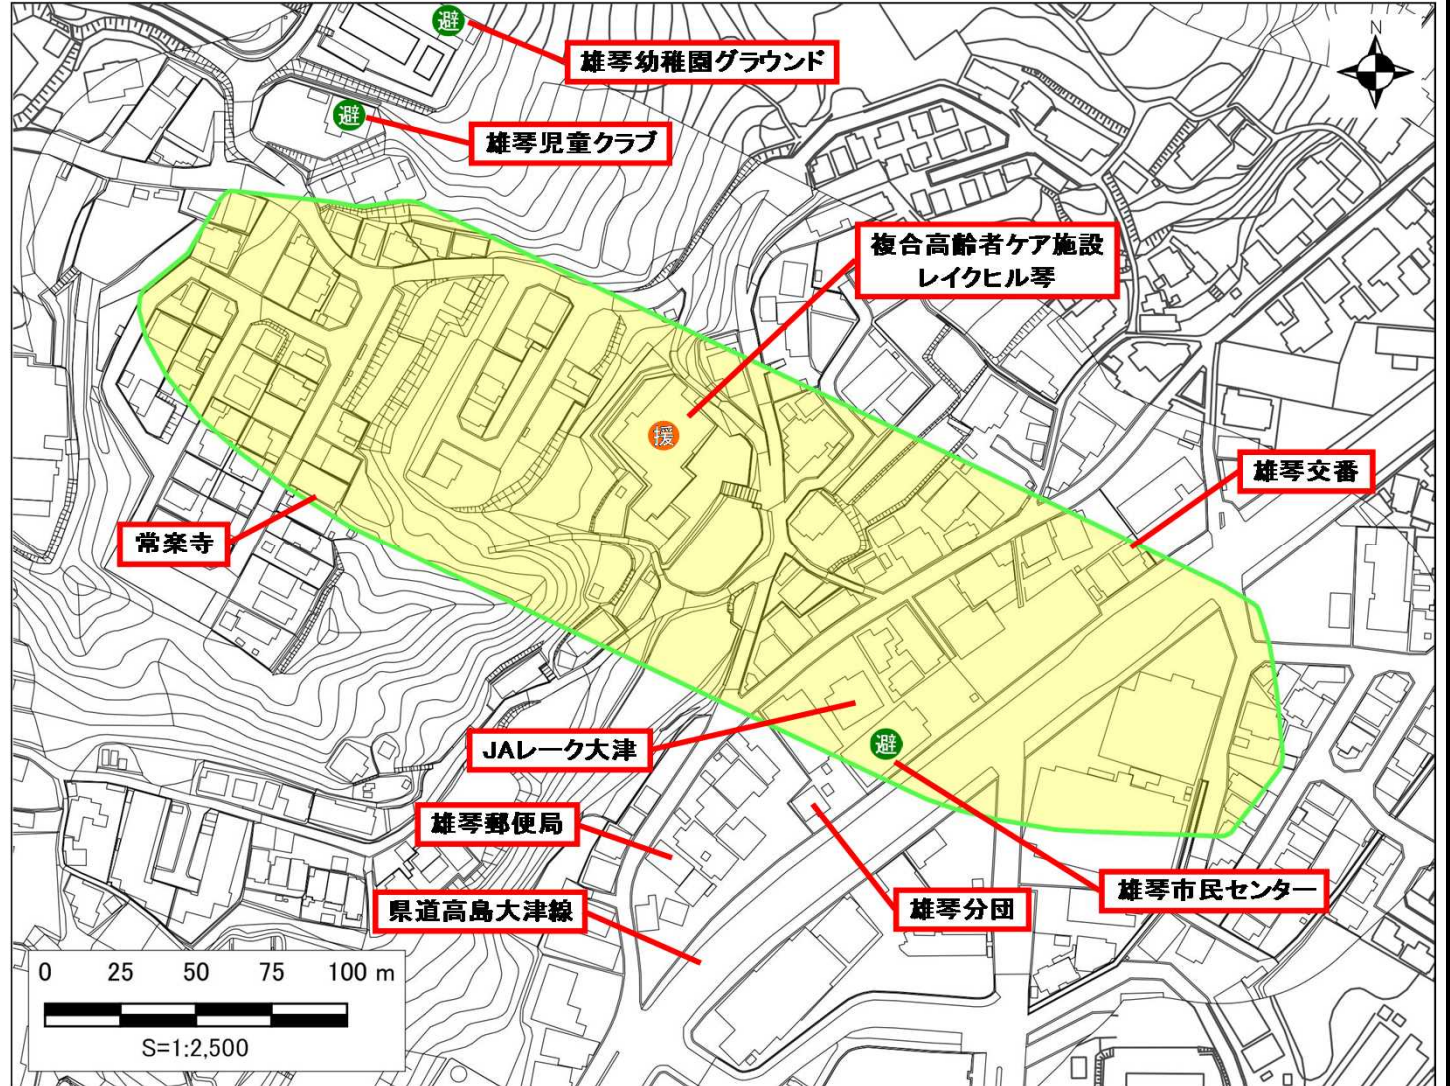 避
雄琴幼稚園グラウンド
N
避
雄琴児童クラブ
複合高齢者ケア施設
レイクヒル琴
援
雄琴交番
常楽寺
JAレーク大津
避
雄琴郵便局
県道高島大津線
雄琴分団
雄琴市民センター
0 25 50 75 100 m
S=1:2,500